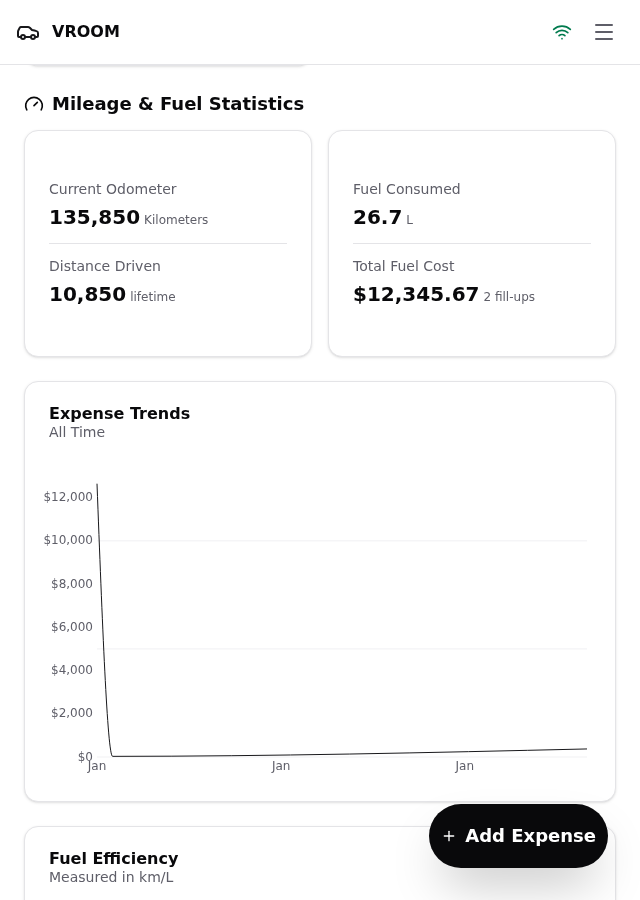 VROOM
Mileage & Fuel Statistics
Current Odometer
135,850 Kilometers
Distance Driven
10,850 lifetime
Fuel Consumed
26.7 L
Total Fuel Cost
$12,345.67 2 fill-ups
Expense Trends
All Time
$12,000
$10,000
$8,000
$6,000
$4,000
$2,000
$0
Jan Jan Jan
+ Add Expense
Fuel Efficiency
Measured in km/L